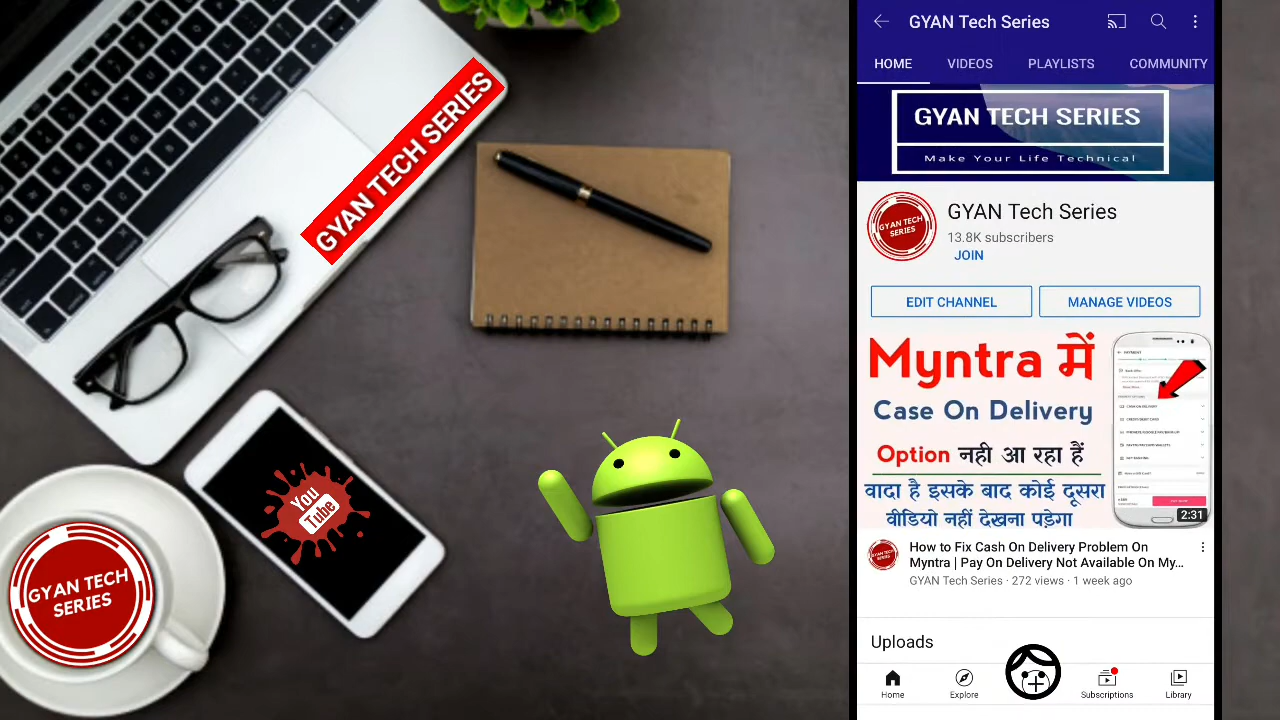 GYAN TECH SERIES
You
Tube
GYAN TECH
SERIES
GYAN Tech Series
HOME VIDEOS PLAYLISTS COMMUNITY
GYAN TECH SERIES
Make Your Life Technical
GYAN TECH
SERIES
GYAN Tech Series
13.8K subscribers
JOIN
EDIT CHANNEL MANAGE VIDEOS
Myntra में
Case On Delivery
Option नही आ रहा हैं
वादा है इसके बाद कोई दूसरा
वीडियो नहीं देखना पड़ेगा
PAYMENT
CASH ON DELIVERY
2:31
How to Fix Cash On Delivery Problem On
Myntra | Pay On Delivery Not Available On My...
GYAN Tech Series · 272 views · 1 week ago
Uploads
Home Explore Subscriptions Library